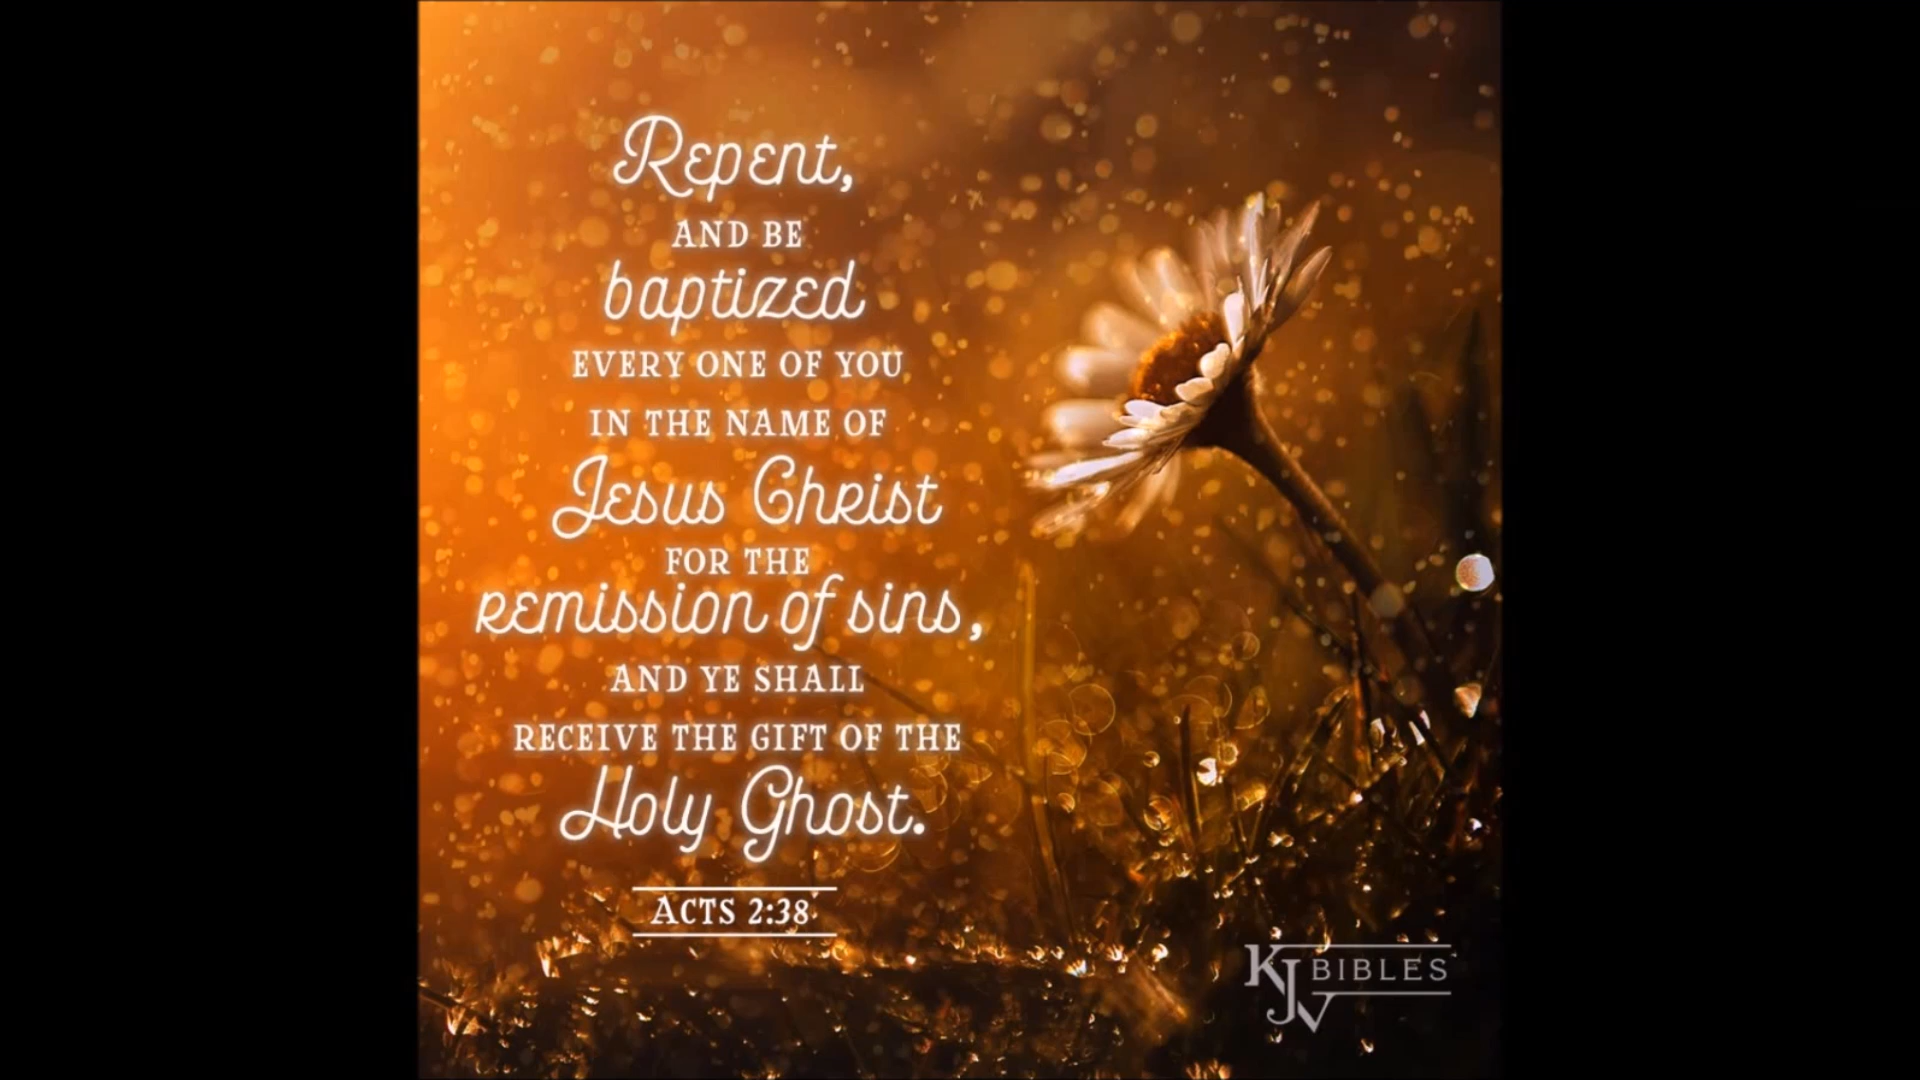 Repent,
AND BE
baptized
EVERY ONE OF YOU
IN THE NAME OF
Jesus Christ
FOR THE
remission of sins,
AND YE SHALL
RECEIVE THE GIFT OF THE
Holy Ghost.
ACTS 2:38
KJV BIBLES